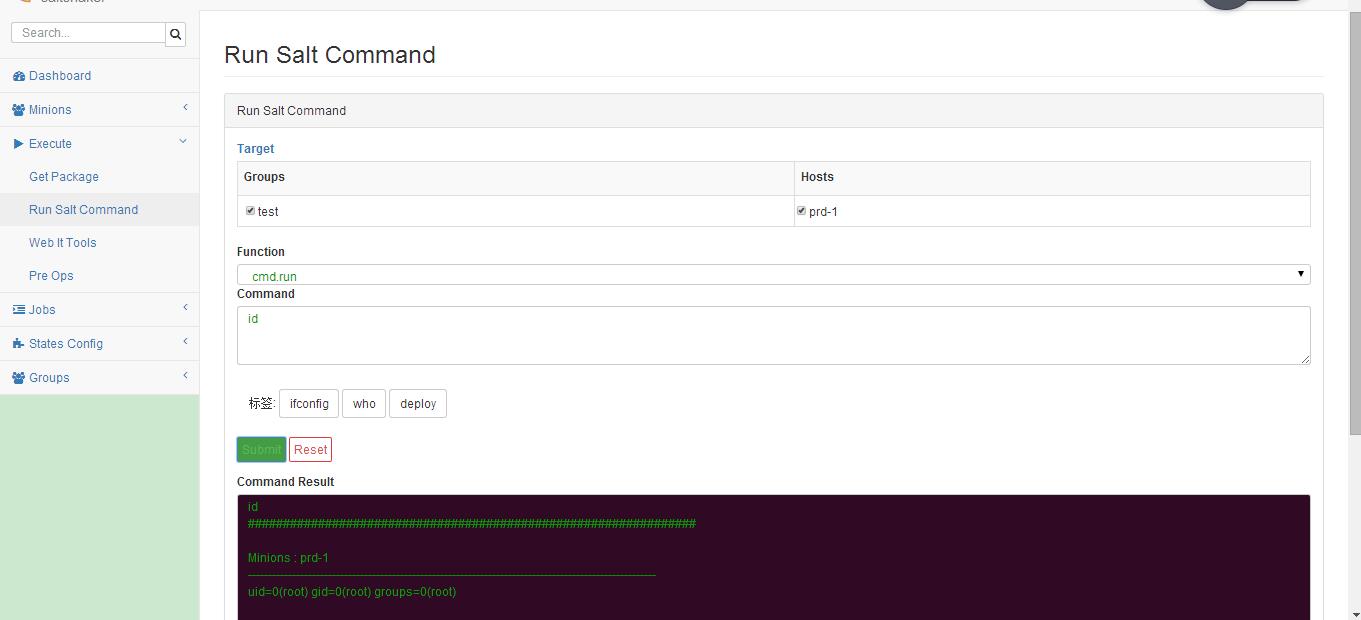 Search...
Dashboard
Minions
Execute
Get Package
Run Salt Command
Web It Tools
Pre Ops
Jobs
States Config
Groups
Run Salt Command
Run Salt Command
Target
Groups Hosts
test prd-1
Function
cmd.run
Command
id
标签: ifconfig who deploy
Submit Reset
Command Result
id
################################################################
Minions : prd-1
uid=0(root) gid=0(root) groups=0(root)